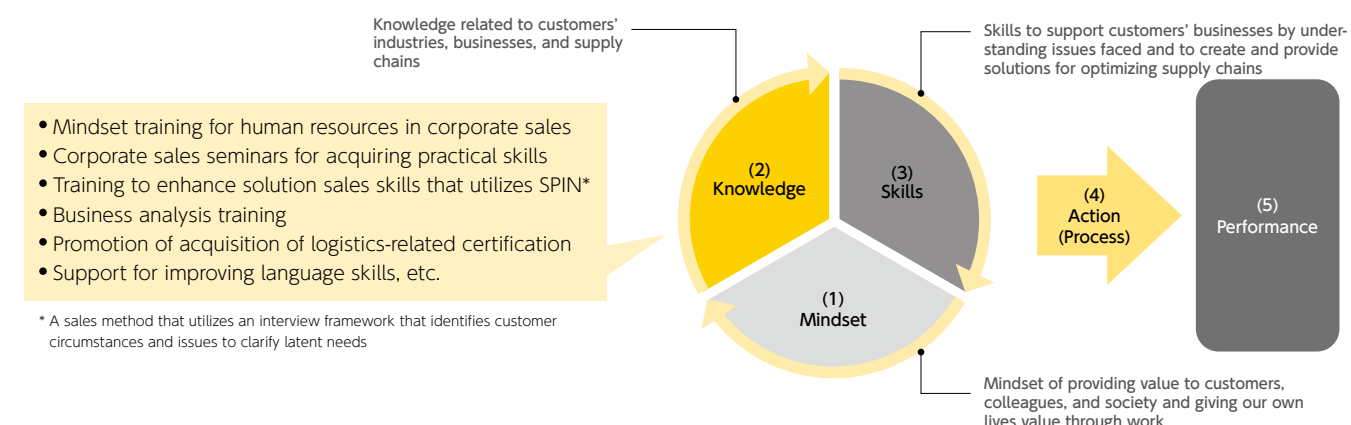 Knowledge related to customers’
industries, businesses, and supply
chains
Skills to support customers’ businesses by under-
standing issues faced and to create and provide
solutions for optimizing supply chains
• Mindset training for human resources in corporate sales
• Corporate sales seminars for acquiring practical skills
• Training to enhance solution sales skills that utilizes SPIN*
• Business analysis training
• Promotion of acquisition of logistics-related certification
• Support for improving language skills, etc.
* A sales method that utilizes an interview framework that identifies customer
circumstances and issues to clarify latent needs
(2)
Knowledge
(3)
Skills
(1)
Mindset
(4)
Action
(Process)
(5)
Performance
Mindset of providing value to customers,
colleagues, and society and giving our own
lives value through work